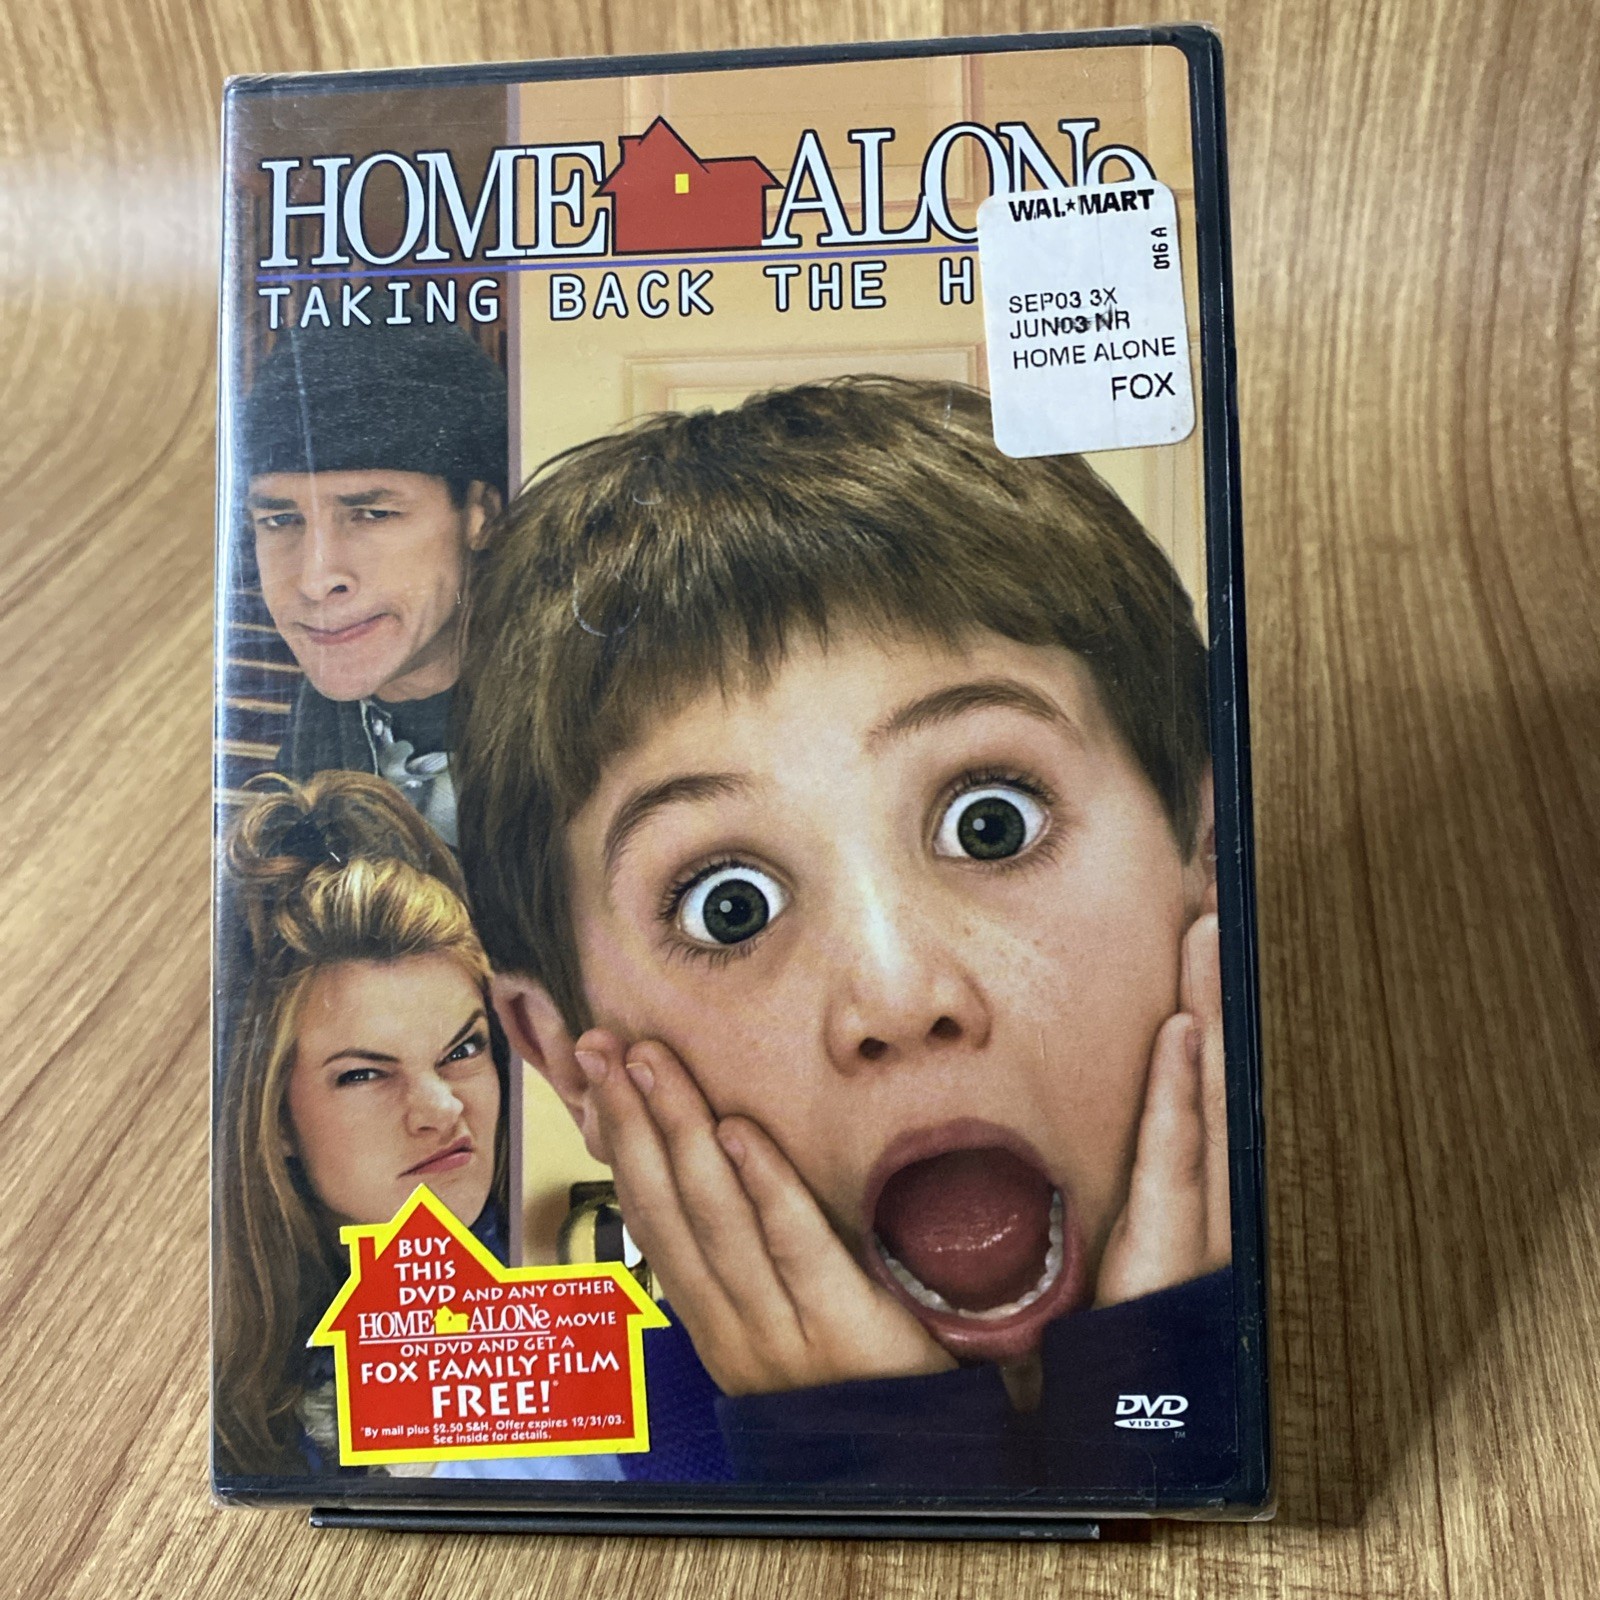 HOME ALONe
TAKING BACK THE H
WAL★MART
016 A
SEP03 3X
JUN03 NR
HOME ALONE
FOX
BUY
THIS
DVD AND ANY OTHER
HOME ALONe MOVIE
ON DVD AND GET A
FOX FAMILY FILM
FREE!*
*By mail plus $2.50 S&H. Offer expires 12/31/03.
See inside for details.
DVD
VIDEO
TM